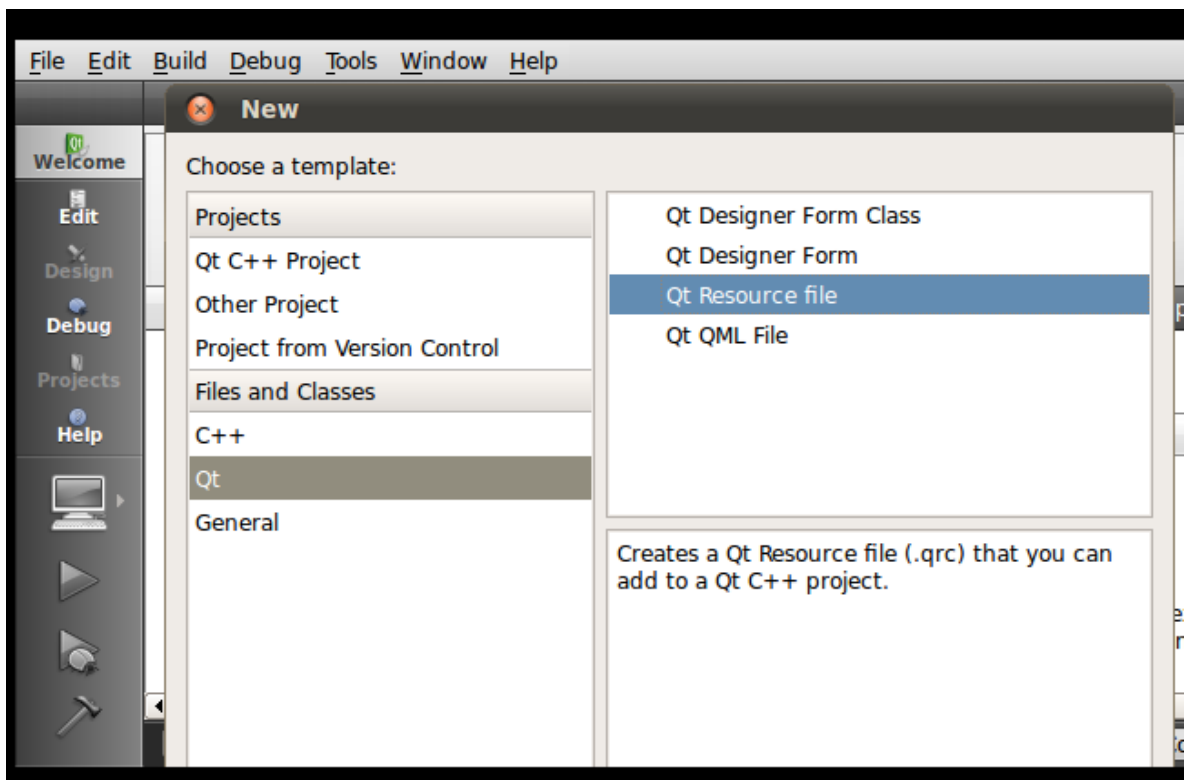 File Edit Build Debug Tools Window Help
New
Qt
Welcome
Edit
Design
Debug
Projects
Help
Choose a template:
Projects
Qt C++ Project
Other Project
Project from Version Control
Files and Classes
C++
Qt
General
Qt Designer Form Class
Qt Designer Form
Qt Resource file
Qt QML File
Creates a Qt Resource file (.qrc) that you can
add to a Qt C++ project.